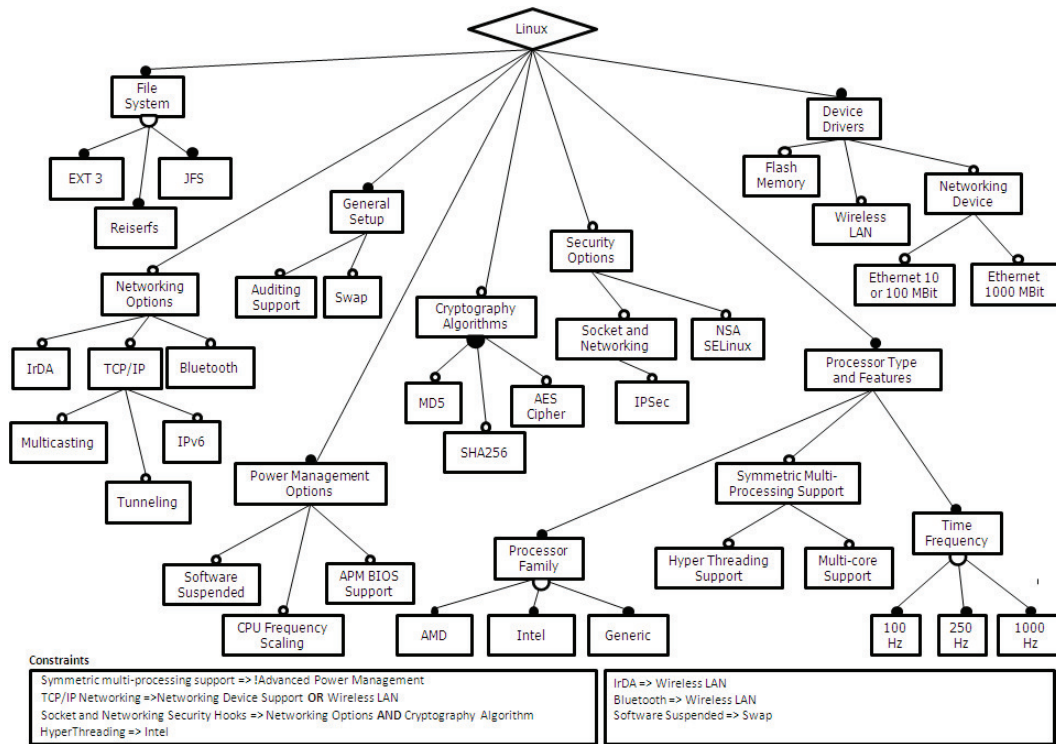 Linux
File
System
Device
Drivers
EXT 3
JFS
Reiserfs
Flash
Memory
Networking
Device
Wireless
LAN
Ethernet 10
or 100 MBit
Ethernet
1000 MBit
General
Setup
Auditing
Support
Swap
Security
Options
Networking
Options
IrDA
TCP/IP
Bluetooth
Multicasting
IPv6
Tunneling
Cryptography
Algorithms
MD5
AES
Cipher
SHA256
Socket and
Networking
NSA
SELinux
IPSec
Processor Type
and Features
Power Management
Options
Software
Suspended
APM BIOS
Support
CPU Frequency
Scaling
Symmetric Multi-
Processing Support
Hyper Threading
Support
Multi-core
Support
Processor
Family
AMD
Intel
Generic
Time
Frequency
100
Hz
250
Hz
1000
Hz
Constraints
Symmetric multi-processing support => !Advanced Power Management
TCP/IP Networking =>Networking Device Support OR Wireless LAN
Socket and Networking Security Hooks => Networking Options AND Cryptography Algorithm
HyperThreading => Intel
IrDA => Wireless LAN
Bluetooth => Wireless LAN
Software Suspended => Swap